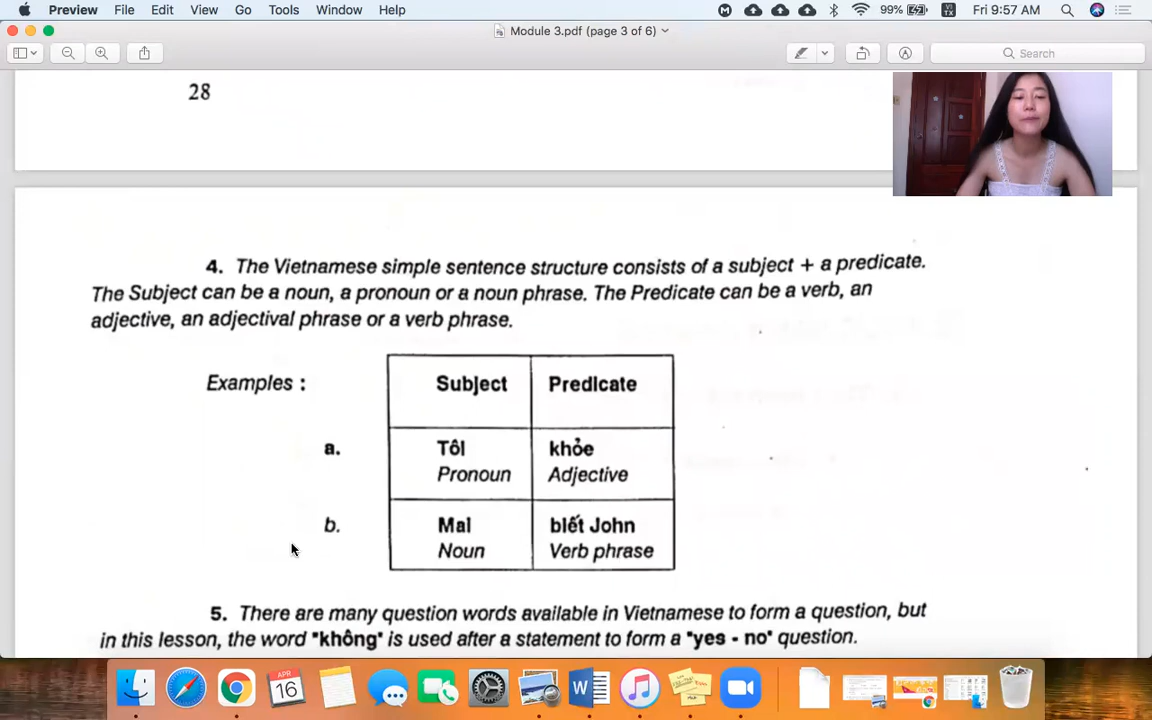 Preview File Edit View Go Tools Window Help 99% VI TX Fri 9:57 AM
Module 3.pdf (page 3 of 6)
Search
28
4. The Vietnamese simple sentence structure consists of a subject + a predicate.
The Subject can be a noun, a pronoun or a noun phrase. The Predicate can be a verb, an
adjective, an adjectival phrase or a verb phrase.
Examples :
Subject Predicate
a. Tôi khỏe
Pronoun Adjective
b. Mai biết John
Noun Verb phrase
5. There are many question words available in Vietnamese to form a question, but
in this lesson, the word "không" is used after a statement to form a "yes - no" question.
APR
16